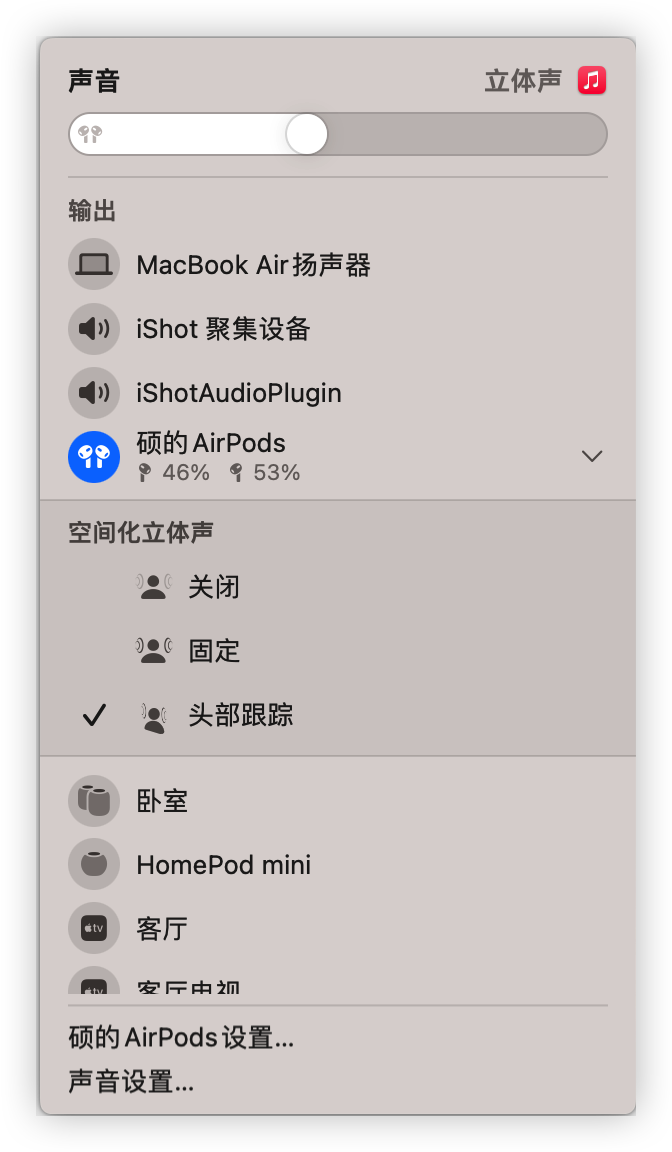 声音 立体声
输出
MacBook Air扬声器
iShot 聚集设备
iShotAudioPlugin
硕的AirPods
46% 53%
空间化立体声
关闭
固定
头部跟踪
卧室
HomePod mini
tv 客厅
tv 客厅电视
硕的AirPods设置...
声音设置...